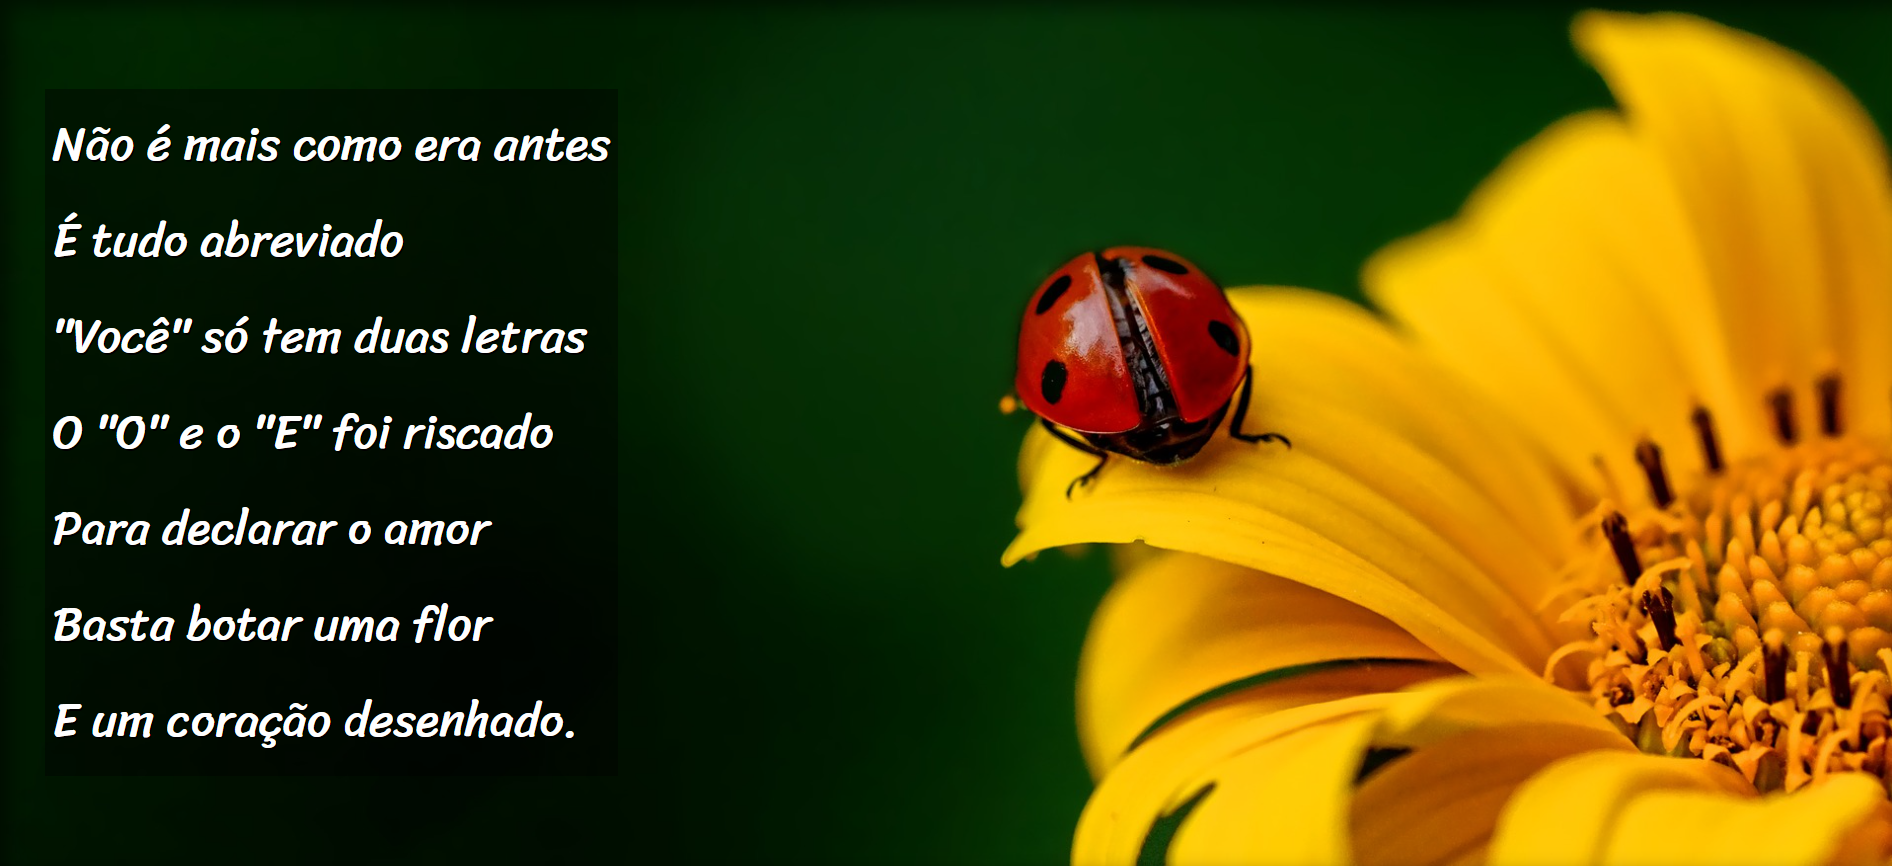 Não é mais como era antes
É tudo abreviado
"Você" só tem duas letras
O "O" e o "E" foi riscado
Para declarar o amor
Basta botar uma flor
E um coração desenhado.